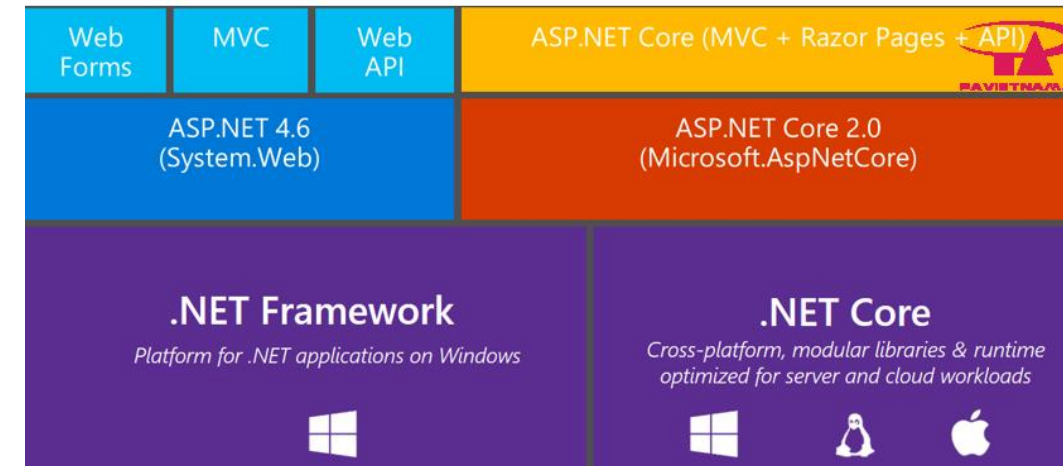 Web
Forms
MVC
Web
API
ASP.NET Core (MVC + Razor Pages + API)
PAVIETNAM
ASP.NET 4.6
(System.Web)
ASP.NET Core 2.0
(Microsoft.AspNetCore)
.NET Framework
Platform for .NET applications on Windows
.NET Core
Cross-platform, modular libraries & runtime
optimized for server and cloud workloads